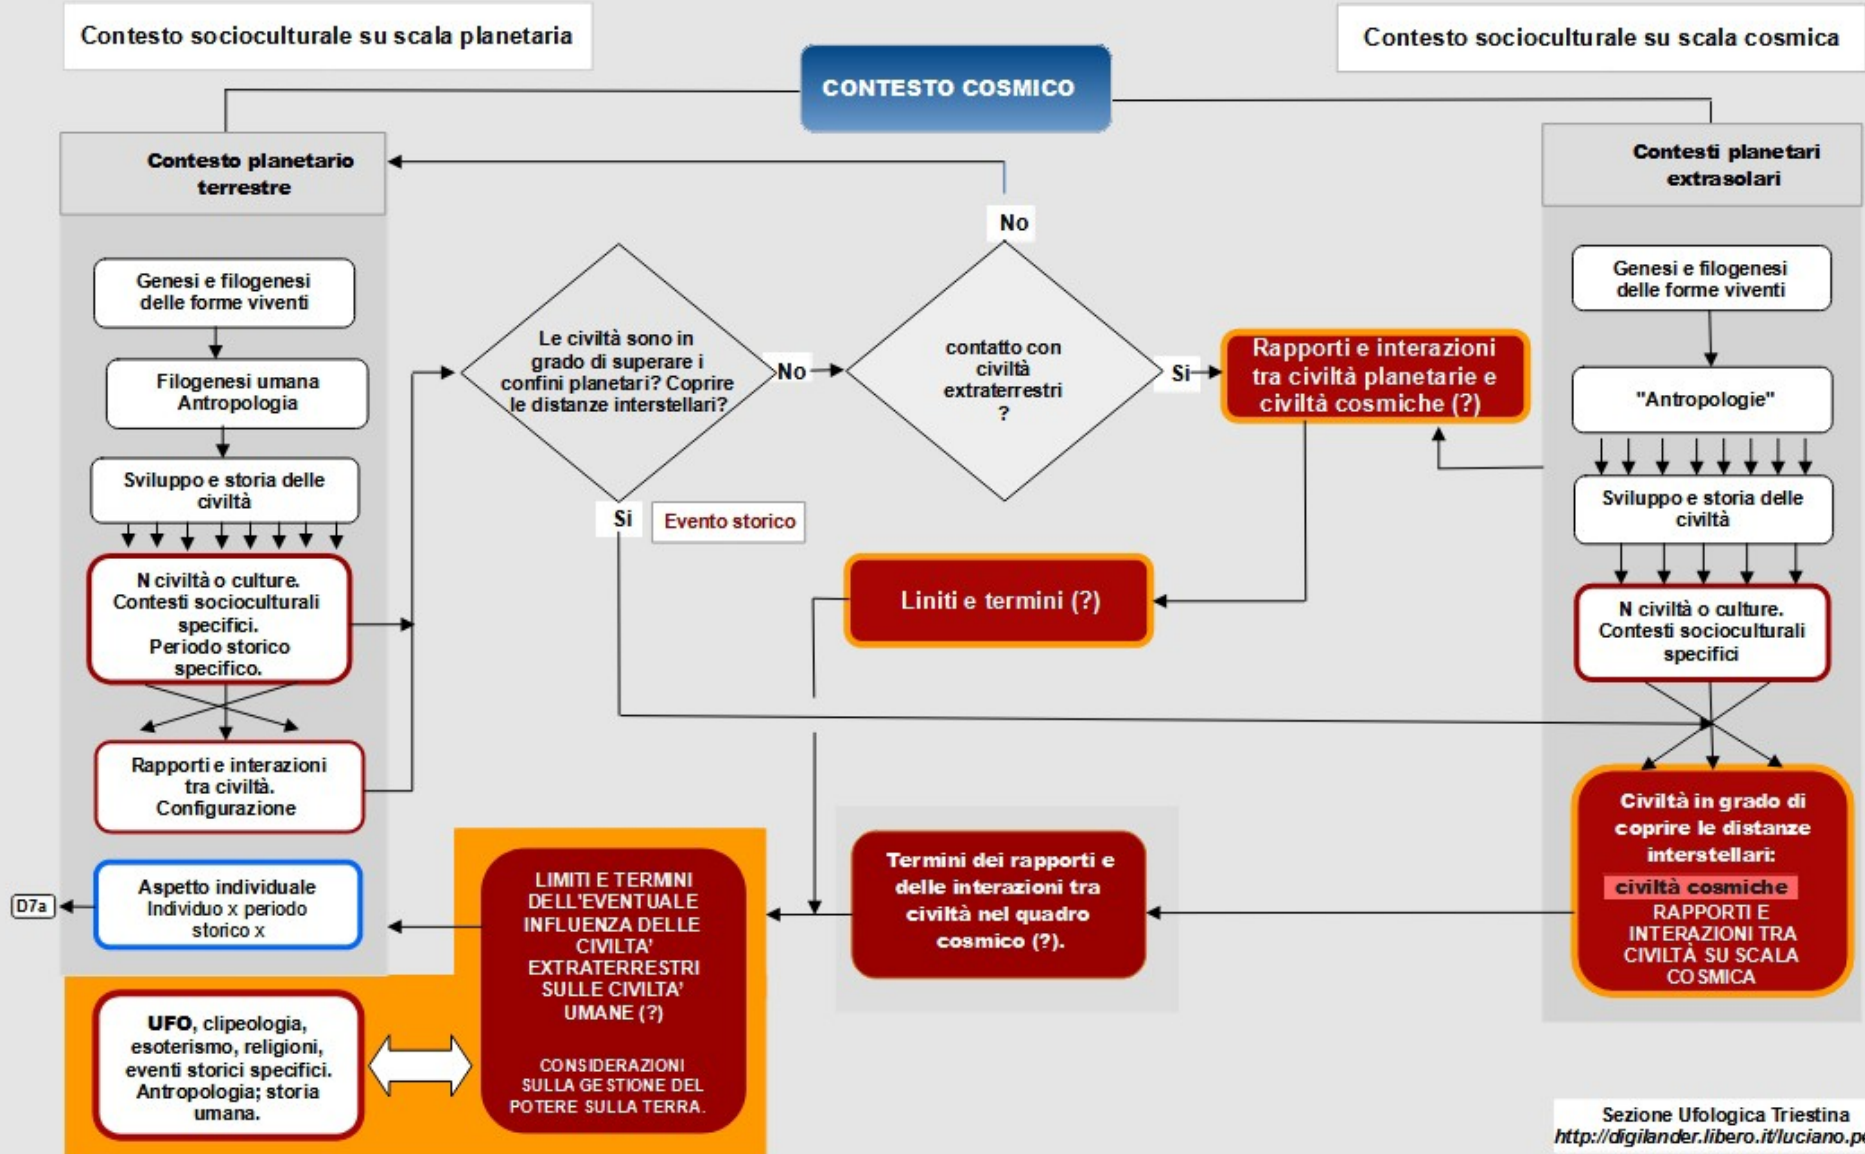 Contesto socioculturale su scala planetaria
Contesto socioculturale su scala cosmica
CONTESTO COSMICO
Contesto planetario
terrestre
Contesti planetari
extrasolari
Genesi e filogenesi
delle forme viventi
Filogenesi umana
Antropologia
Sviluppo e storia delle
civiltà
N civiltà o culture.
Contesti socioculturali
specifici.
Periodo storico
specifico.
Rapporti e interazioni
tra civiltà.
Configurazione
Aspetto individuale
Individuo x periodo
storico x
D7a
UFO, clipeologia,
esoterismo, religioni,
eventi storici specifici.
Antropologia; storia
umana.
Le civiltà sono in
grado di superare i
confini planetari? Coprire
le distanze interstellari?
No
Si
Evento storico
contatto con
civiltà
extraterrestri
?
No
Si
Rapporti e interazioni
tra civiltà planetarie e
civiltà cosmiche (?)
Liniti e termini (?)
Termini dei rapporti e
delle interazioni tra
civiltà nel quadro
cosmico (?).
LIMITI E TERMINI
DELL'EVENTUALE
INFLUENZA DELLE
CIVILTA'
EXTRATERRESTRI
SULLE CIVILTA'
UMANE (?)
CONSIDERAZIONI
SULLA GESTIONE DEL
POTERE SULLA TERRA.
Genesi e filogenesi
delle forme viventi
"Antropologie"
Sviluppo e storia delle
civiltà
N civiltà o culture.
Contesti socioculturali
specifici
Civiltà in grado di
coprire le distanze
interstellari:
civiltà cosmiche
RAPPORTI E
INTERAZIONI TRA
CIVILTÀ SU SCALA
COSMICA
Sezione Ufologica Triestina
http://digilander.libero.it/luciano.pe